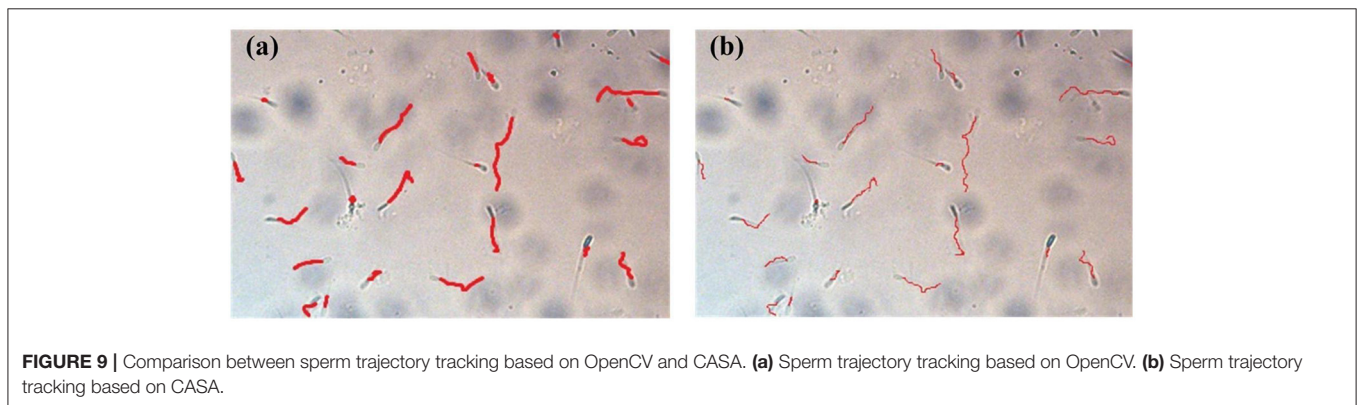 (a)
(b)
FIGURE 9 | Comparison between sperm trajectory tracking based on OpenCV and CASA. (a) Sperm trajectory tracking based on OpenCV. (b) Sperm trajectory
tracking based on CASA.